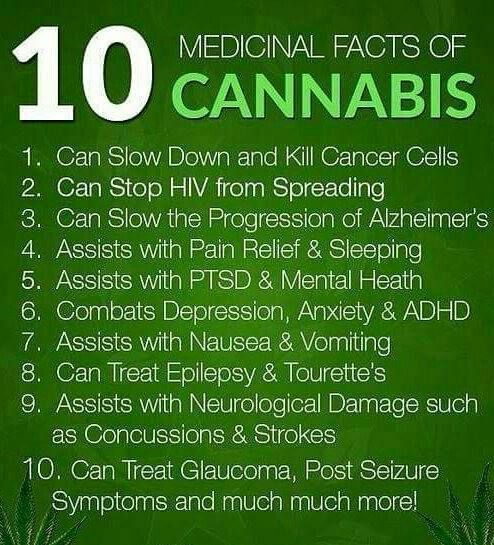 10 MEDICINAL FACTS OF
CANNABIS
1. Can Slow Down and Kill Cancer Cells
2. Can Stop HIV from Spreading
3. Can Slow the Progression of Alzheimer's
4. Assists with Pain Relief & Sleeping
5. Assists with PTSD & Mental Heath
6. Combats Depression, Anxiety & ADHD
7. Assists with Nausea & Vomiting
8. Can Treat Epilepsy & Tourette's
9. Assists with Neurological Damage such
as Concussions & Strokes
10. Can Treat Glaucoma, Post Seizure
Symptoms and much much more!